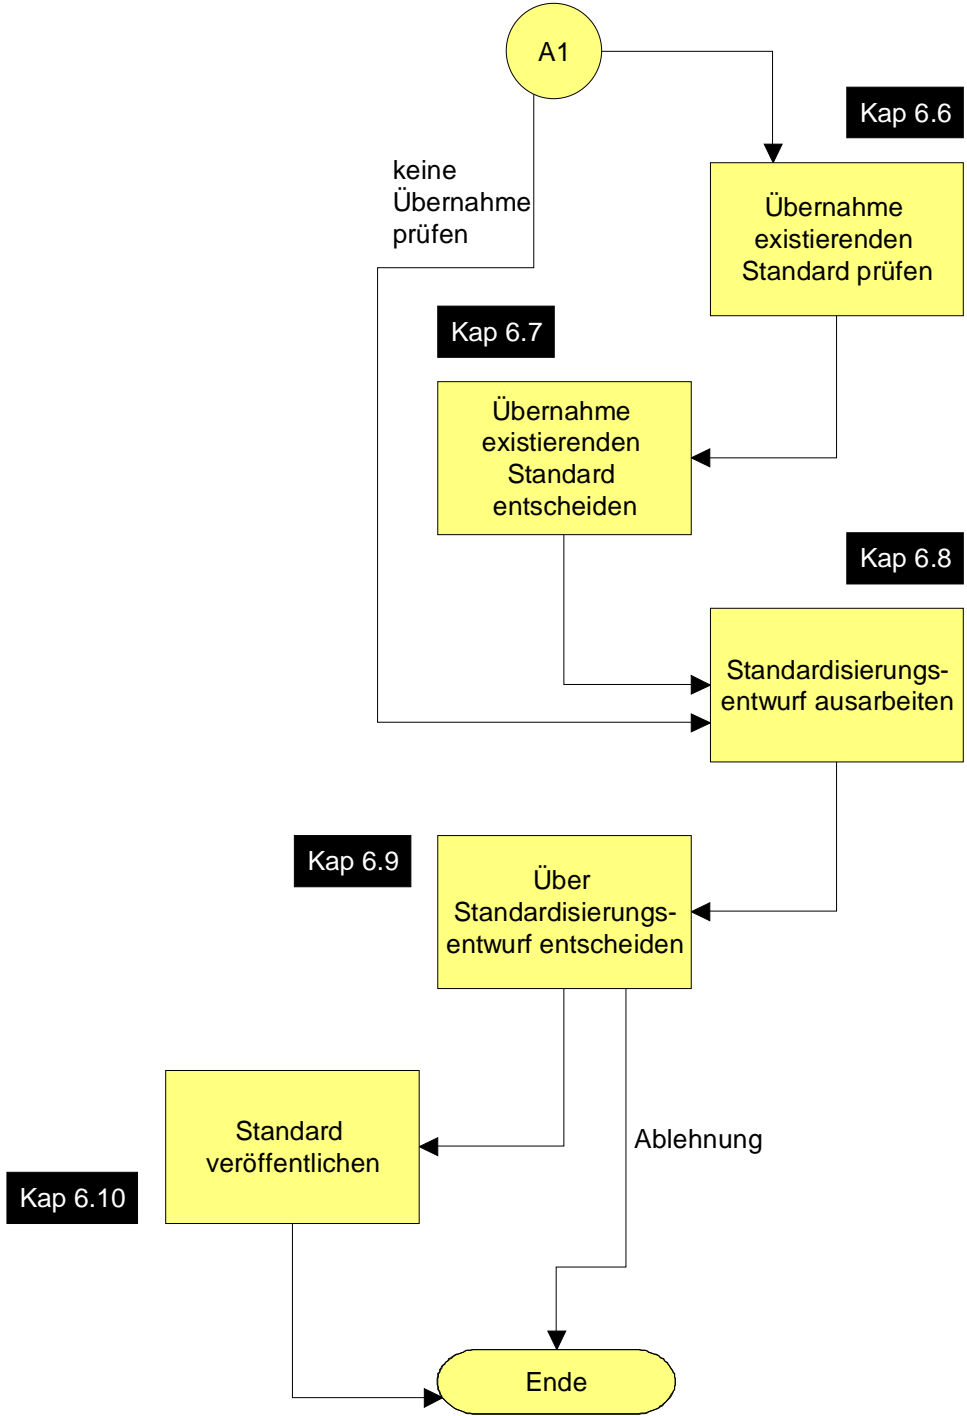 A1
Kap 6.6
keine
Übernahme
prüfen
Übernahme
existierenden
Standard prüfen
Kap 6.7
Übernahme
existierenden
Standard
entscheiden
Kap 6.8
Standardisierungs-
entwurf ausarbeiten
Kap 6.9
Über
Standardisierungs-
entwurf entscheiden
Standard
veröffentlichen
Ablehnung
Kap 6.10
Ende